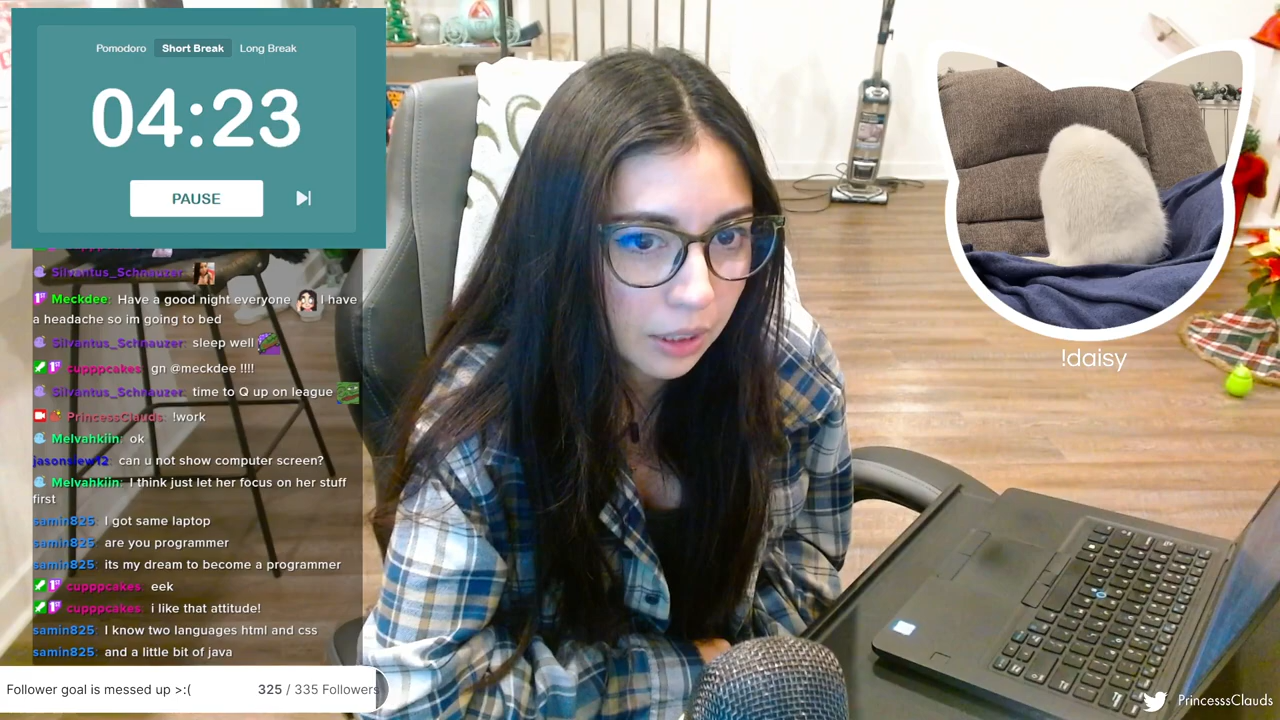 Pomodoro Short Break Long Break
04:23
PAUSE
Silvantus_Schnauzer:
Meckdee: Have a good night everyone I have
a headache so im going to bed
Silvantus_Schnauzer: sleep well
cupppcakes: gn @meckdee !!!!
Silvantus_Schnauzer: time to Q up on league
PrincessClauds: !work
Melvahkiin: ok
jasonsiew12: can u not show computer screen?
Melvahkiin: I think just let her focus on her stuff
first
samin825: I got same laptop
samin825: are you programmer
samin825: its my dream to become a programmer
cupppcakes: eek
cupppcakes: i like that attitude!
samin825: I know two languages html and css
samin825: and a little bit of java
Follower goal is messed up >:( 325 / 335 Followers
!daisy
PrincesssClauds